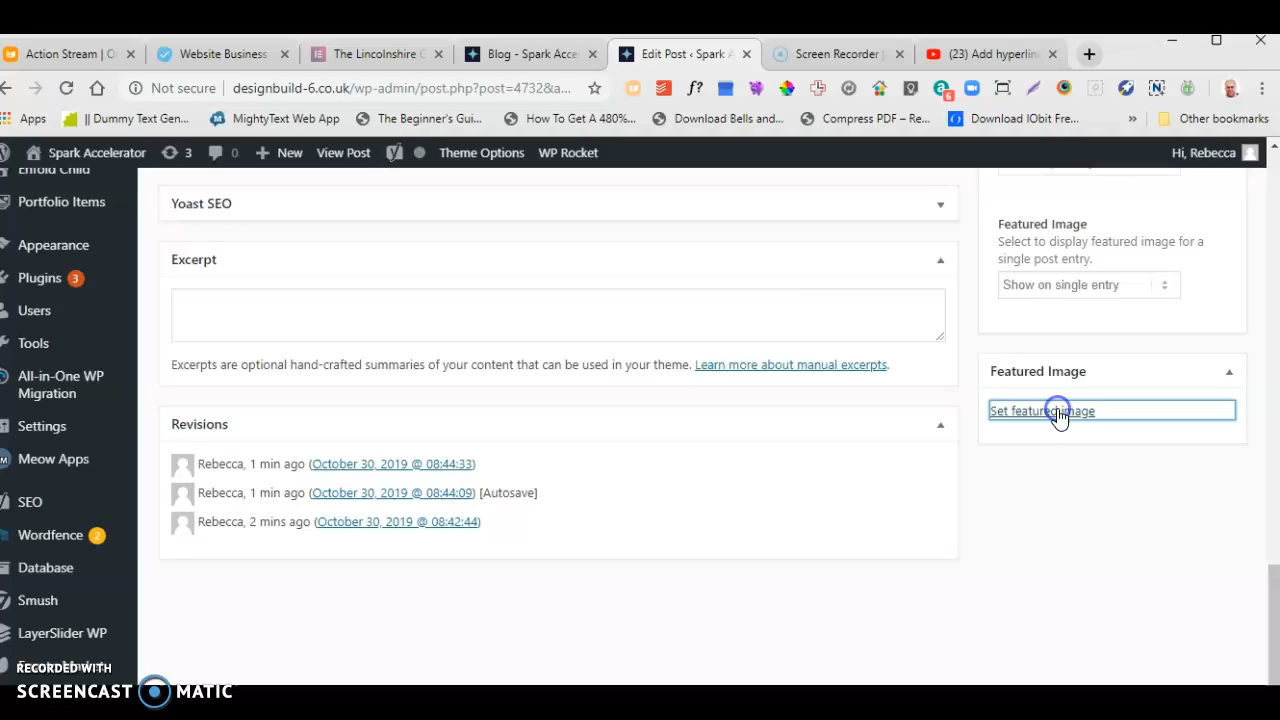 Action Stream | O
Website Business
The Lincolnshire C
Blog - Spark Acce
Edit Post ‹ Spark A
Screen Recorder
(23) Add hyperlin
Not secure
designbuild-6.co.uk/wp-admin/post.php?post=4732&a...
6
Apps
|| Dummy Text Gen...
MightyText Web App
The Beginner's Gui...
How To Get A 480%...
Download Bells and...
Compress PDF – Re...
Download IObit Fre...
»
Other bookmarks
Spark Accelerator
3
0
New
View Post
Theme Options
WP Rocket
Hi, Rebecca
Enfold Child
Portfolio Items
Appearance
Plugins 3
Users
Tools
All-in-One WP
Migration
Settings
Meow Apps
SEO
Wordfence 2
Database
Smush
LayerSlider WP
Yoast SEO
Excerpt
Excerpts are optional hand-crafted summaries of your content that can be used in your theme. Learn more about manual excerpts.
Revisions
Rebecca, 1 min ago (October 30, 2019 @ 08:44:33)
Rebecca, 1 min ago (October 30, 2019 @ 08:44:09) [Autosave]
Rebecca, 2 mins ago (October 30, 2019 @ 08:42:44)
Featured Image
Select to display featured image for a
single post entry.
Show on single entry
Featured Image
Set featured image
RECORDED WITH
SCREENCAST MATIC